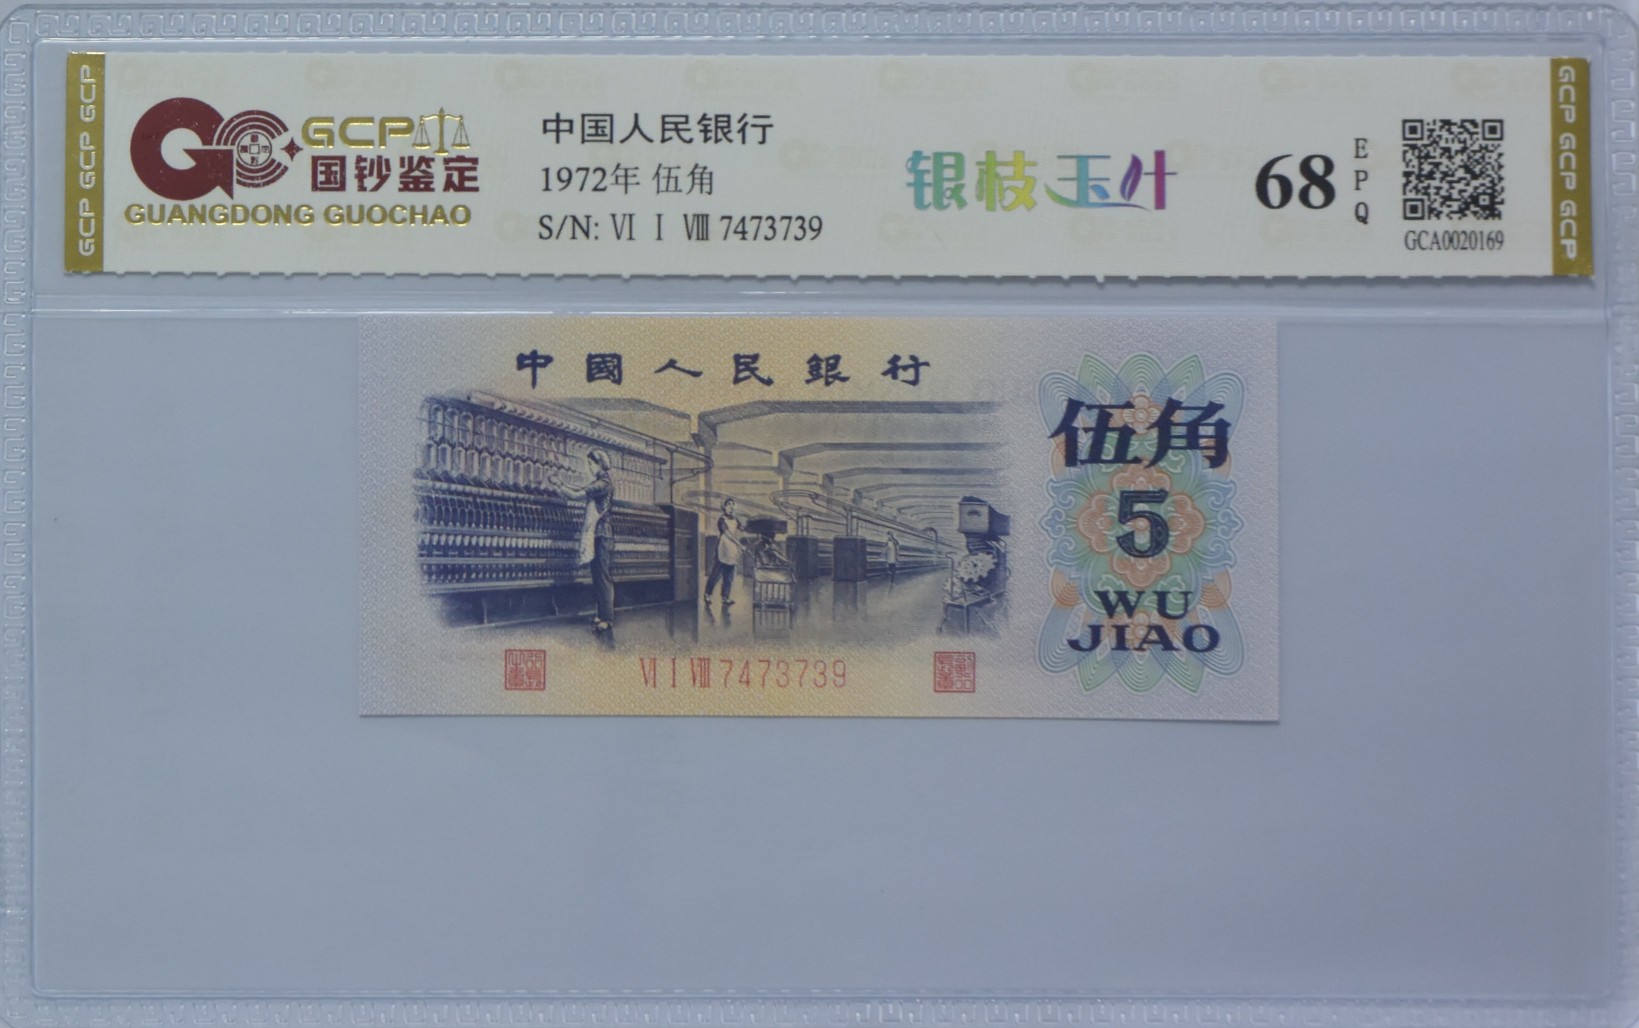 GCP GCP GCP
GCP
国钞鉴定
GUANGDONG GUOCHAO
中国人民银行
1972年 伍角
S/N: Ⅵ Ⅰ Ⅷ 7473739
银枝玉叶
68
EPQ
GCA0020169
GCP GCP GCP
中國人民銀行
伍角
5
WU
JIAO
Ⅵ Ⅰ Ⅷ 7473739